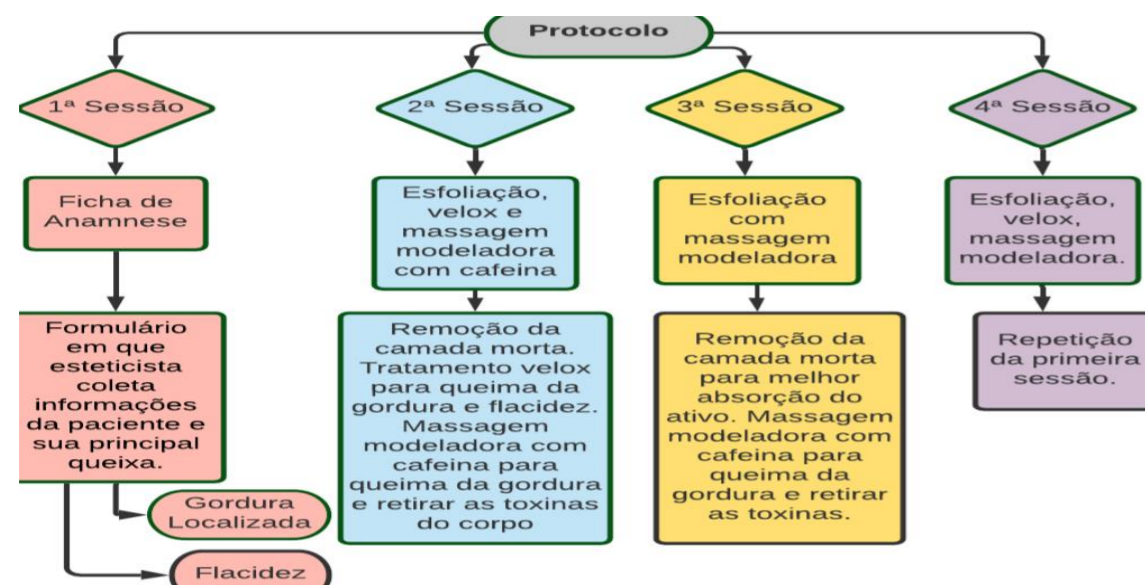 Protocolo
1ª Sessão
Ficha de
Anamnese
Formulário
em que
esteticista
coleta
informações
da paciente e
sua principal
queixa.
Gordura
Localizada
Flacidez
2ª Sessão
Esfoliação,
velox e
massagem
modeladora
com cafeina
Remoção da
camada morta.
Tratamento velox
para queima da
gordura e flacidez.
Massagem
modeladora com
cafeina para
queima da gordura
e retirar as toxinas
do corpo
3ª Sessão
Esfoliação
com
massagem
modeladora
Remoção da
camada morta
para melhor
absorção do
ativo. Massagem
modeladora com
cafeina para
queima da
gordura e retirar
as toxinas.
4ª Sessão
Esfoliação,
velox,
massagem
modeladora.
Repetição
da primeira
sessão.